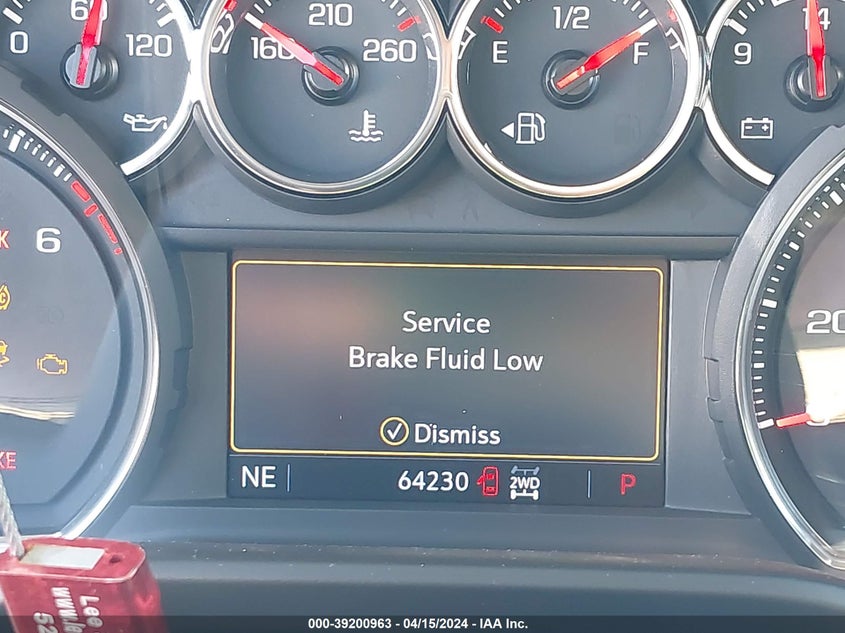 0 60 120
160 210 260
E 1/2 F
9 14
6
20
Service
Brake Fluid Low
Dismiss
NE 64230 2WD P
000-39200963 - 04/15/2024 - IAA Inc.